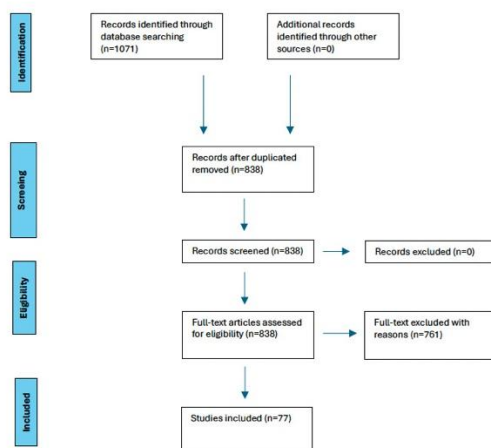 Identification
Records identified through
database searching
(n=1071)
Additional records
identified through other
sources (n=0)
Screening
Records after duplicated
removed (n=838)
Records screened (n=838)
Records excluded (n=0)
Eligibility
Full-text articles assessed
for eligibility (n=838)
Full-text excluded with
reasons (n=761)
Included
Studies included (n=77)